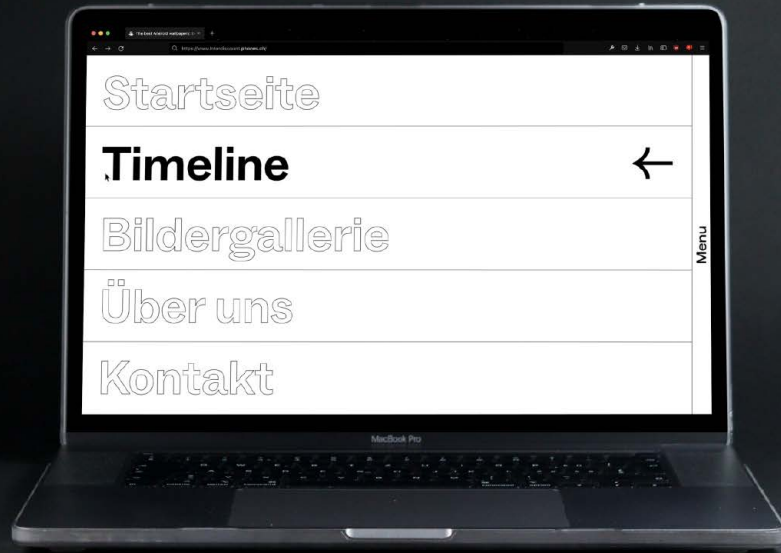 Startseite
Timeline
Bildergallerie
Über uns
Kontakt
Menu
MacBook Pro